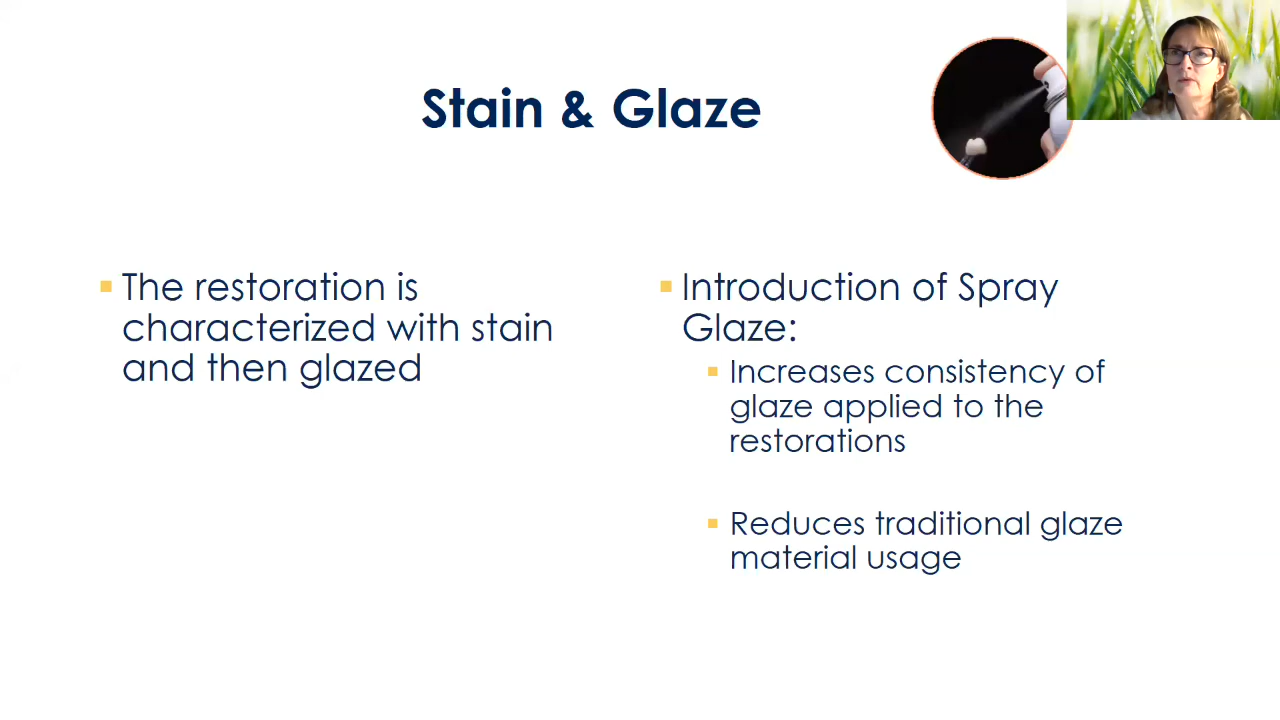 Stain & Glaze
The restoration is
characterized with stain
and then glazed
Introduction of Spray
Glaze:
Increases consistency of
glaze applied to the
restorations
Reduces traditional glaze
material usage